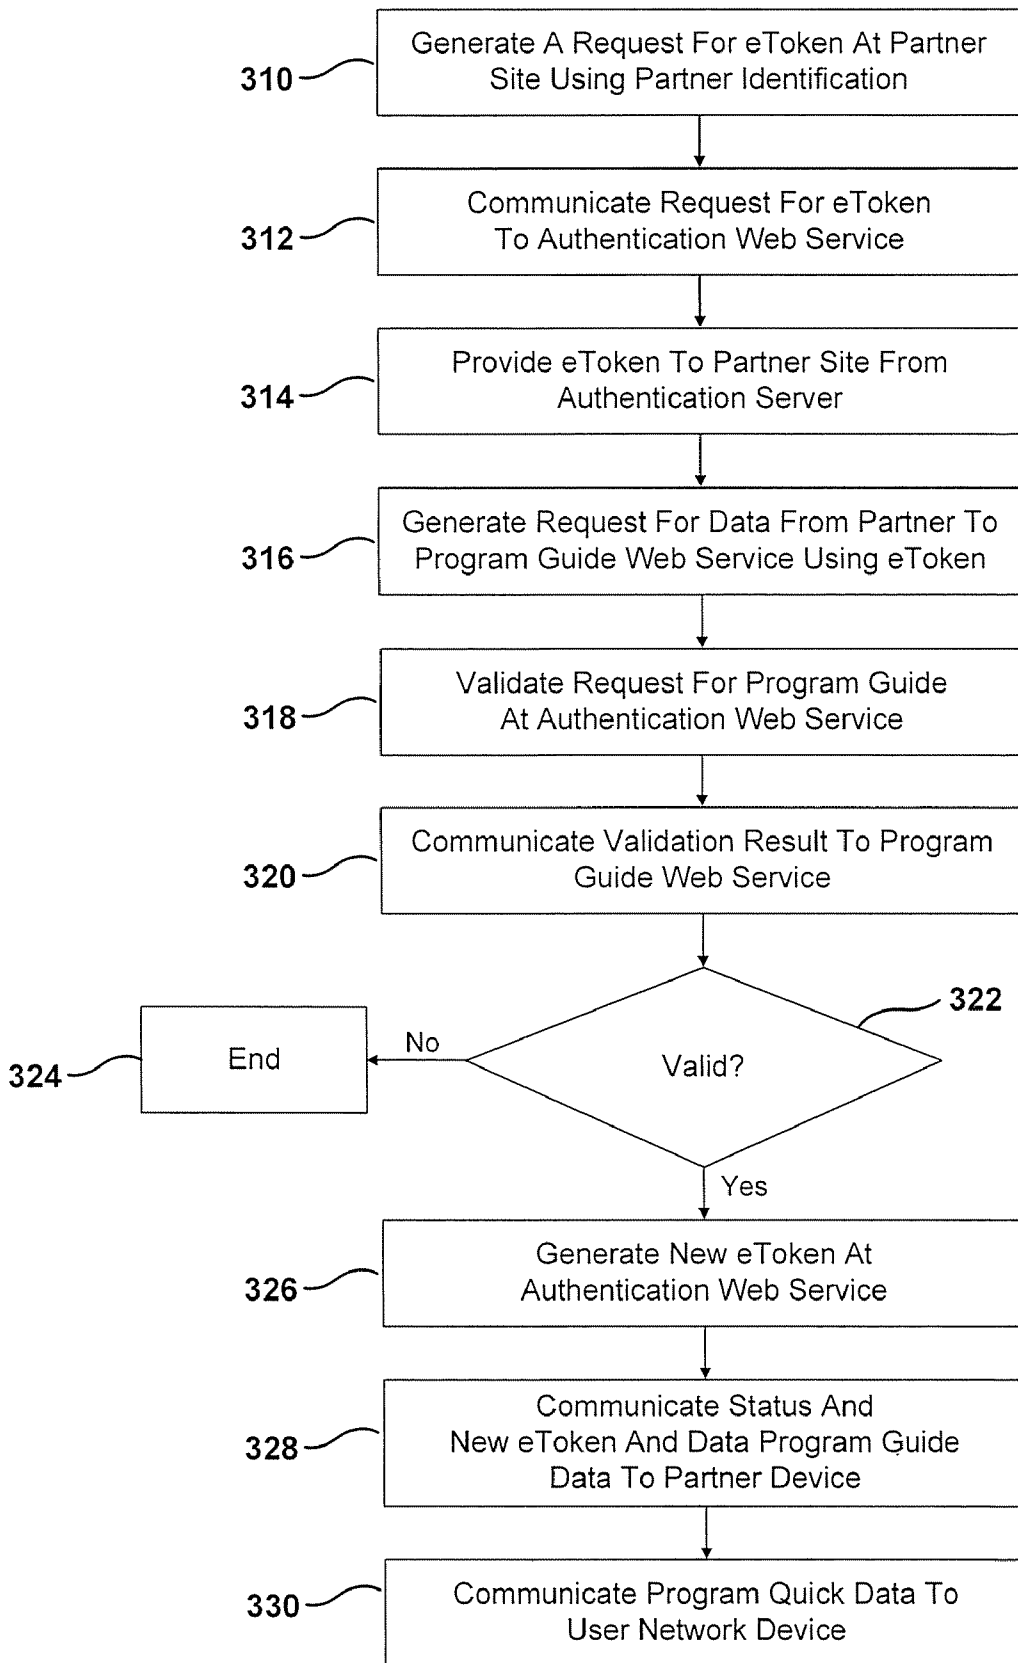 310
Generate A Request For eToken At Partner
Site Using Partner Identification
312
Communicate Request For eToken
To Authentication Web Service
314
Provide eToken To Partner Site From
Authentication Server
316
Generate Request For Data From Partner To
Program Guide Web Service Using eToken
318
Validate Request For Program Guide
At Authentication Web Service
320
Communicate Validation Result To Program
Guide Web Service
322
Valid?
No
324
End
Yes
326
Generate New eToken At
Authentication Web Service
328
Communicate Status And
New eToken And Data Program Guide
Data To Partner Device
330
Communicate Program Quick Data To
User Network Device